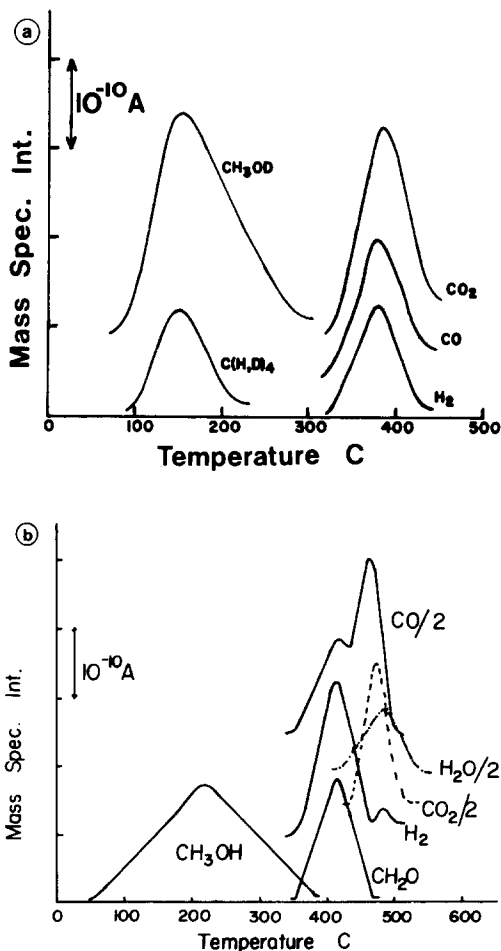 a
10⁻¹⁰A
Mass Spec. Int.
CH₃OD
C(H,D)₄
CO₂
CO
H₂
0 100 200 300 400 500
Temperature C
b
10⁻¹⁰A
Mass Spec. Int.
CO/2
H₂O/2
CO₂/2
H₂
CH₃OH
CH₂O
0 100 200 300 400 500 600
Temperature C